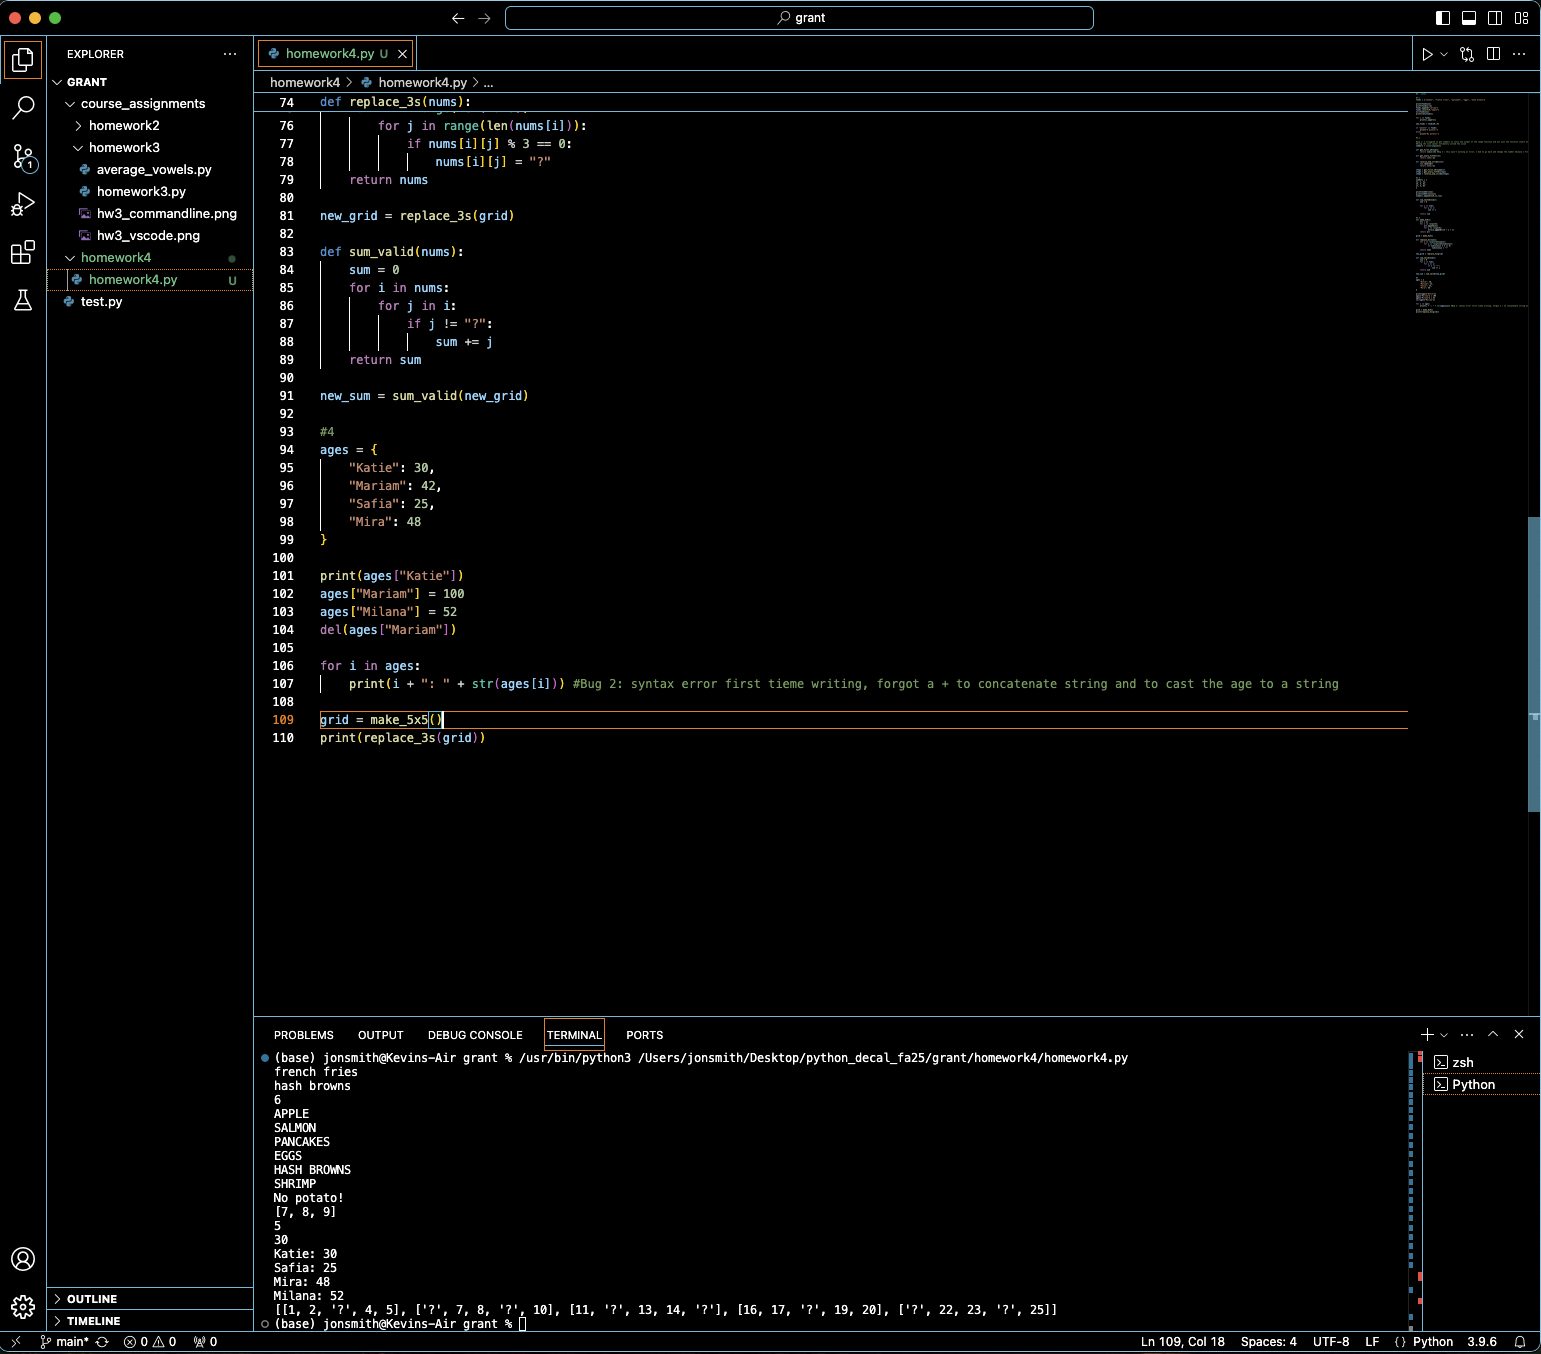 grant
EXPLORER
GRANT
course_assignments
homework2
homework3
average_vowels.py
homework3.py
hw3_commandline.png
hw3_vscode.png
homework4
homework4.py U
test.py
OUTLINE
TIMELINE
homework4.py U
homework4 > homework4.py > ...
74 def replace_3s(nums):
76 for j in range(len(nums[i])):
77 if nums[i][j] % 3 == 0:
78 nums[i][j] = "?"
79 return nums
80
81 new_grid = replace_3s(grid)
82
83 def sum_valid(nums):
84 sum = 0
85 for i in nums:
86 for j in i:
87 if j != "?":
88 sum += j
89 return sum
90
91 new_sum = sum_valid(new_grid)
92
93 #4
94 ages = {
95 "Katie": 30,
96 "Mariam": 42,
97 "Safia": 25,
98 "Mira": 48
99 }
100
101 print(ages["Katie"])
102 ages["Mariam"] = 100
103 ages["Milana"] = 52
104 del(ages["Mariam"])
105
106 for i in ages:
107 print(i + ": " + str(ages[i])) #Bug 2: syntax error first tieme writing, forgot a + to concatenate string and to cast the age to a string
108
109 grid = make_5x5()
110 print(replace_3s(grid))
PROBLEMS OUTPUT DEBUG CONSOLE TERMINAL PORTS
(base) jonsmith@Kevins-Air grant % /usr/bin/python3 /Users/jonsmith/Desktop/python_decal_fa25/grant/homework4/homework4.py
french fries
hash browns
6
APPLE
SALMON
PANCAKES
EGGS
HASH BROWNS
SHRIMP
No potato!
[7, 8, 9]
5
30
Katie: 30
Safia: 25
Mira: 48
Milana: 52
[[1, 2, '?', 4, 5], ['?', 7, 8, '?', 10], [11, '?', 13, 14, '?'], [16, 17, '?', 19, 20], ['?', 22, 23, '?', 25]]
(base) jonsmith@Kevins-Air grant %
zsh
Python
1
main* 0 0 0
Ln 109, Col 18 Spaces: 4 UTF-8 LF {} Python 3.9.6